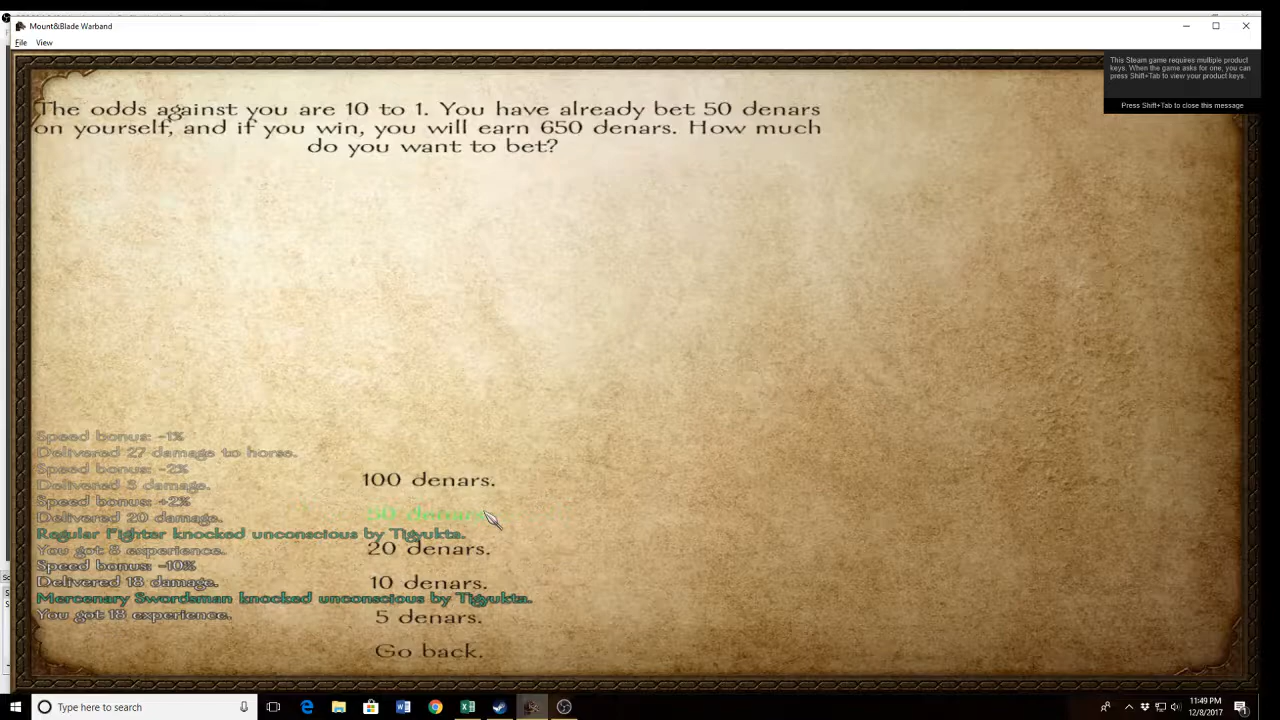 Mount&Blade Warband
File View
This Steam game requires multiple product
keys. When the game asks for one, you can
press Shift+Tab to view your product keys.
Press Shift+Tab to close this message
The odds against you are 10 to 1. You have already bet 50 denars
on yourself, and if you win, you will earn 650 denars. How much
do you want to bet?
Speed bonus: -1%
Delivered 27 damage to horse.
Speed bonus: -2%
Delivered 3 damage.
Speed bonus: +2%
Delivered 20 damage.
Regular Fighter knocked unconscious by Tigyukta.
You got 8 experience.
Speed bonus: -10%
Delivered 18 damage.
Mercenary Swordsman knocked unconscious by Tigyukta.
You got 18 experience.
100 denars.
50 denars.
20 denars.
10 denars.
5 denars.
Go back.
Type here to search
11:49 PM
12/8/2017